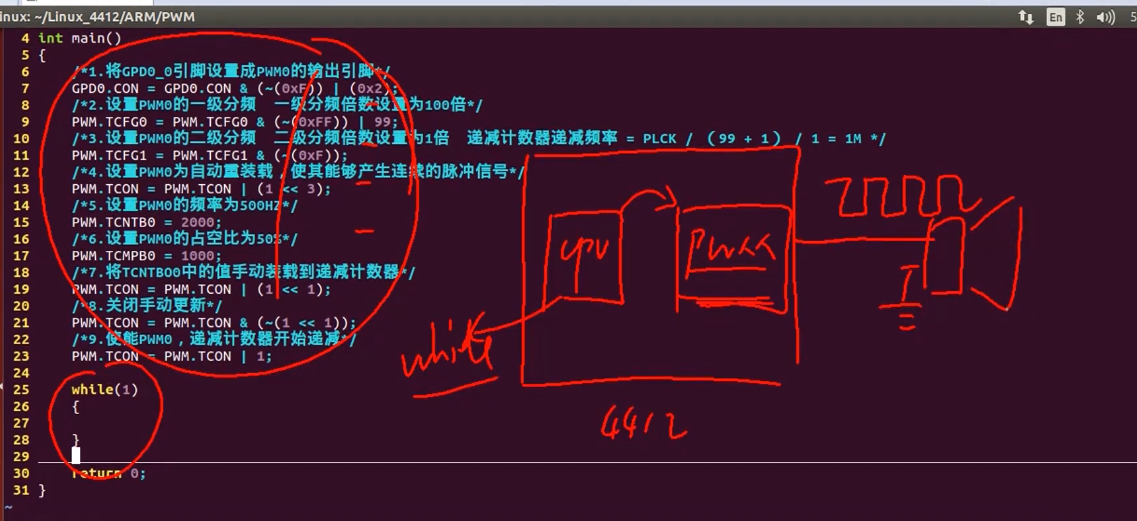 inux: ~/Linux_4412/ARM/PWM
En
4 int main()
5 {
6 /*1.将GPD0_0引脚设置成PWM0的输出引脚*/
7 GPD0.CON = GPD0.CON & (~(0xF)) | (0x2);
8 /*2.设置PWM0的一级分频 一级分频倍数设置为100倍*/
9 PWM.TCFG0 = PWM.TCFG0 & (~(0xFF)) | 99;
10 /*3.设置PWM0的二级分频 二级分频倍数设置为1倍 递减计数器递减频率 = PLCK / （99 + 1） / 1 = 1M */
11 PWM.TCFG1 = PWM.TCFG1 & (~(0xF));
12 /*4.设置PWM0为自动重装载，使其能够产生连续的脉冲信号*/
13 PWM.TCON = PWM.TCON | (1 << 3);
14 /*5.设置PWM0的频率为500HZ*/
15 PWM.TCNTB0 = 2000;
16 /*6.设置PWM0的占空比为50%*/
17 PWM.TCMPB0 = 1000;
18 /*7.将TCNTBO0中的值手动装载到递减计数器*/
19 PWM.TCON = PWM.TCON | (1 << 1);
20 /*8.关闭手动更新*/
21 PWM.TCON = PWM.TCON & (~(1 << 1));
22 /*9.使能PWM0，递减计数器开始递减*/
23 PWM.TCON = PWM.TCON | 1;
24
25 while(1)
26 {
27
28 }
29
30 return 0;
31 }
~
CPU
while
4412